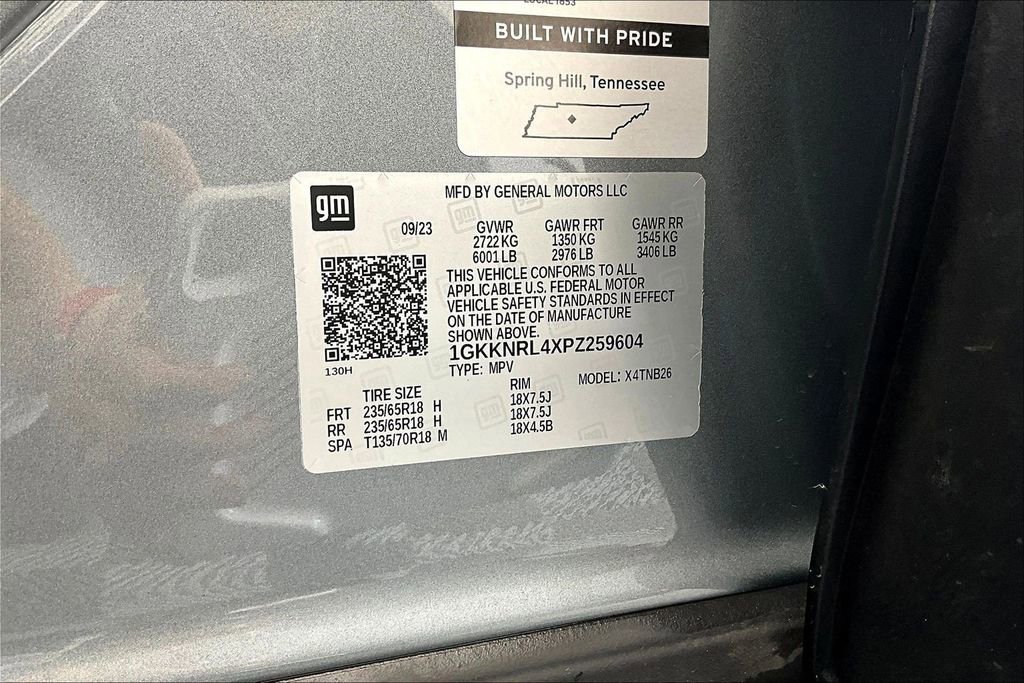 LOCAL 1853
BUILT WITH PRIDE
Spring Hill, Tennessee
gm
MFD BY GENERAL MOTORS LLC
09/23 GVWR GAWR FRT GAWR RR
2722 KG 1350 KG 1545 KG
6001 LB 2976 LB 3406 LB
THIS VEHICLE CONFORMS TO ALL
APPLICABLE U.S. FEDERAL MOTOR
VEHICLE SAFETY STANDARDS IN EFFECT
ON THE DATE OF MANUFACTURE
SHOWN ABOVE.
1GKKNRL4XPZ259604
130H
TYPE: MPV MODEL: X4TNB26
TIRE SIZE RIM
FRT 235/65R18 H 18X7.5J
RR 235/65R18 H 18X7.5J
SPA T135/70R18 M 18X4.5B